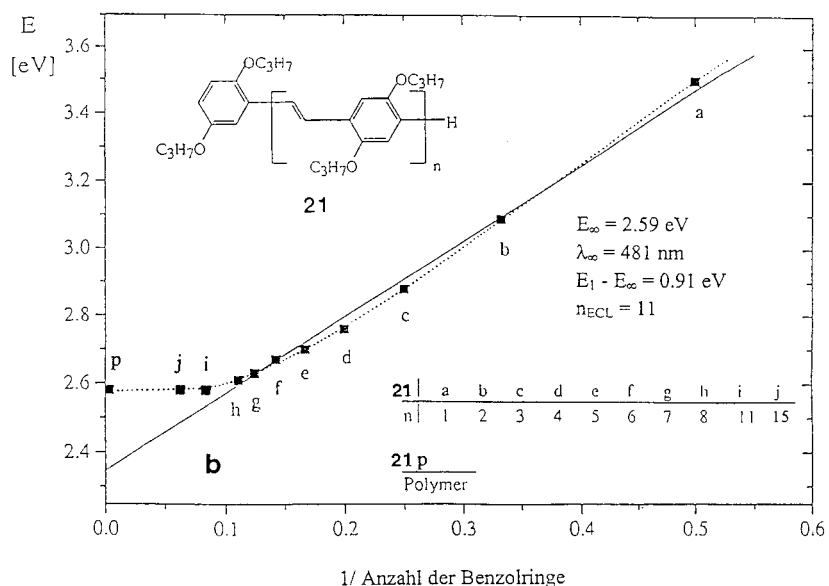 E
[eV]
3.6
3.4
3.2
3.0
2.8
2.6
2.4
0.0
0.1
0.2
0.3
0.4
0.5
0.6
1/ Anzahl der Benzolringe
OC₃H₇
C₃H₇O
OC₃H₇
C₃H₇O
H
n
21
a
b
c
d
e
f
g
h
i
j
p
E∞ = 2.59 eV
λ∞ = 481 nm
E₁ - E∞ = 0.91 eV
nECL = 11
21 a b c d e f g h i j
n 1 2 3 4 5 6 7 8 11 15
21 p
Polymer
b